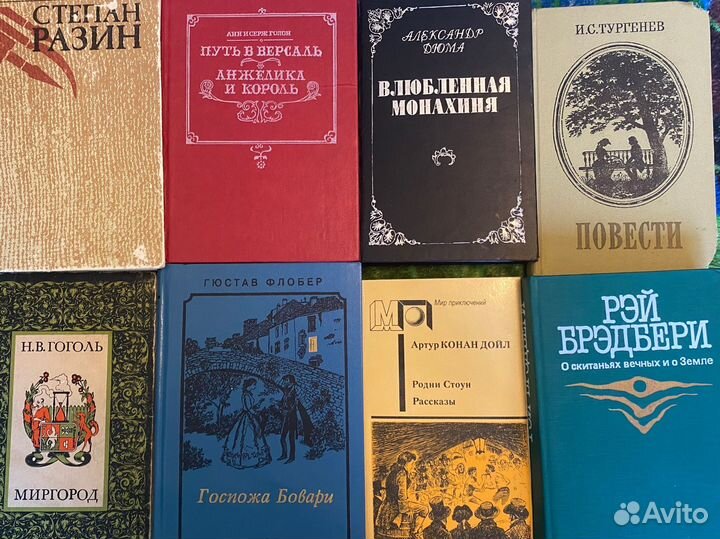 СТЕПАН
РАЗИН
АНН И СЕРЖ ГОЛОН
ПУТЬ В ВЕРСАЛЬ
АНЖЕЛИКА
И КОРОЛЬ
АЛЕКСАНДР
ДЮМА
ВЛЮБЛЕННАЯ
МОНАХИНЯ
И.С.ТУРГЕНЕВ
ПОВЕСТИ
Н.В.ГОГОЛЬ
МИРГОРОД
ГЮСТАВ ФЛОБЕР
Госпожа Бовари
МП
Мир приключений
Артур КОНАН ДОЙЛ
Родни Стоун
Рассказы
РЭЙ
БРЭДБЕРИ
О скитаньях вечных и о Земле
Avito